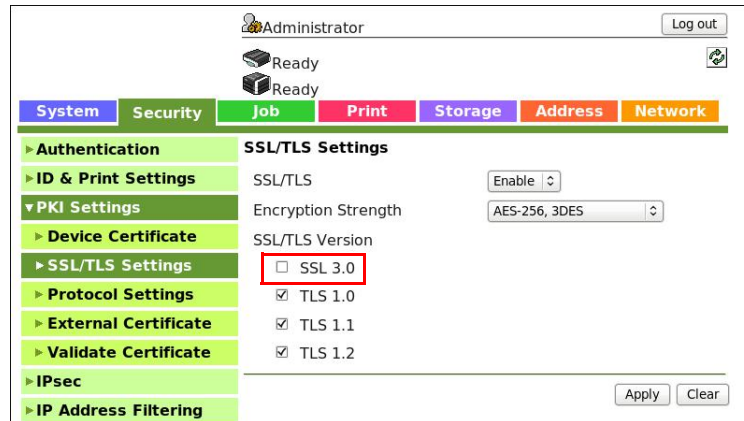 Administrator
Log out
Ready
Ready
System Security Job Print Storage Address Network
Authentication
ID & Print Settings
PKI Settings
Device Certificate
SSL/TLS Settings
Protocol Settings
External Certificate
Validate Certificate
IPsec
IP Address Filtering
SSL/TLS Settings
SSL/TLS Enable
Encryption Strength AES-256, 3DES
SSL/TLS Version
SSL 3.0
TLS 1.0
TLS 1.1
TLS 1.2
Apply Clear